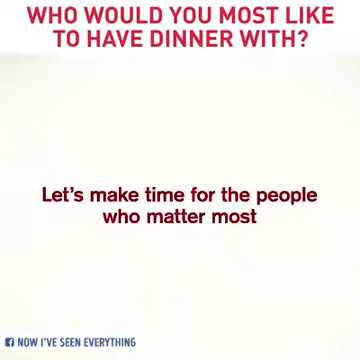 WHO WOULD YOU MOST LIKE
TO HAVE DINNER WITH?
Let's make time for the people
who matter most
NOW I'VE SEEN EVERYTHING